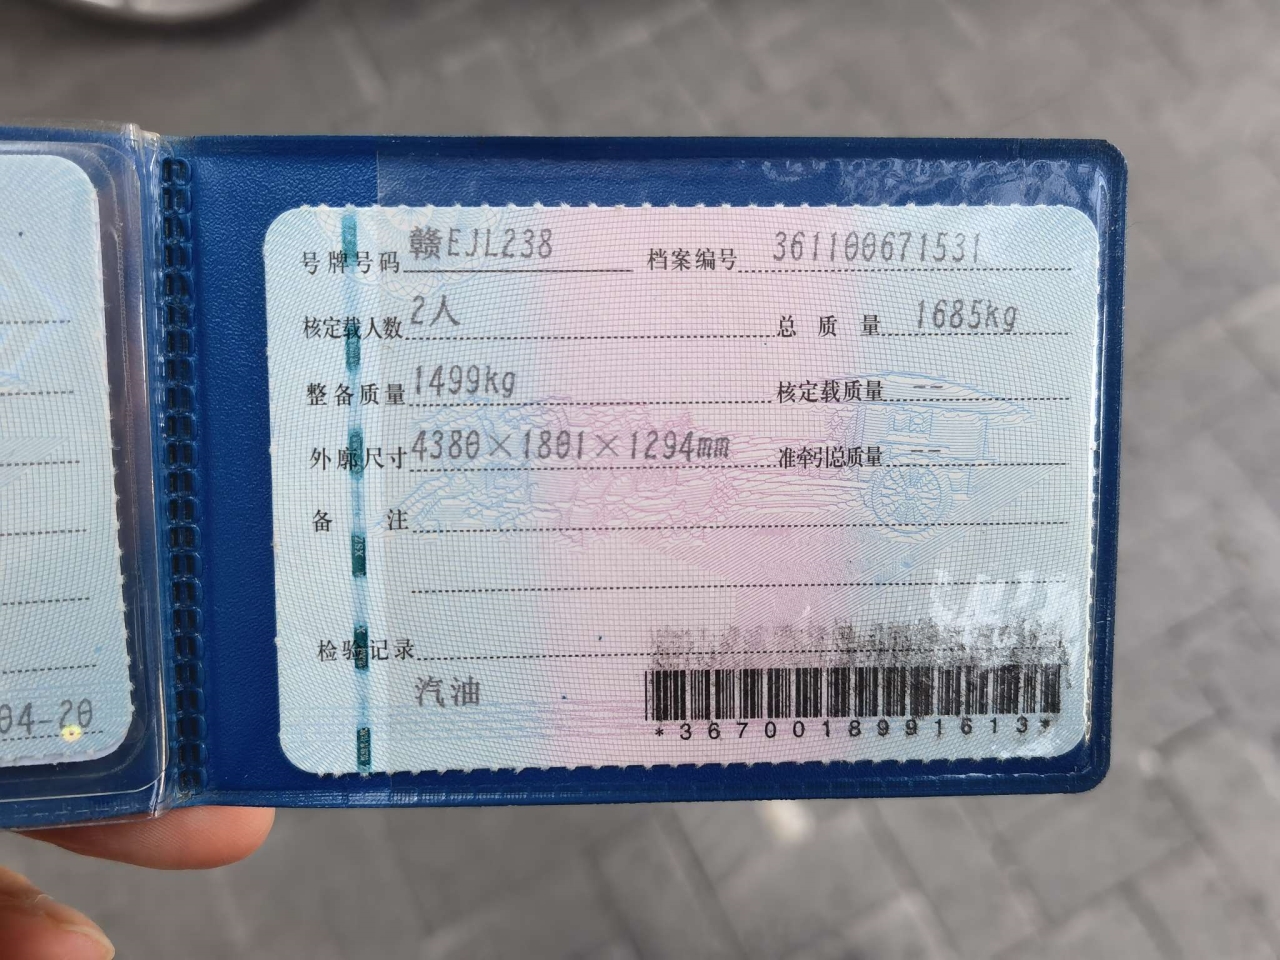 号牌号码 赣EJL238 档案编号 361100671531
核定载人数 2人 总质量 1685kg
整备质量 1499kg 核定载质量 --
外廓尺寸 4380×1801×1294mm 准牵引总质量 --
备注
检验记录
汽油
*3670018991613*
04-20